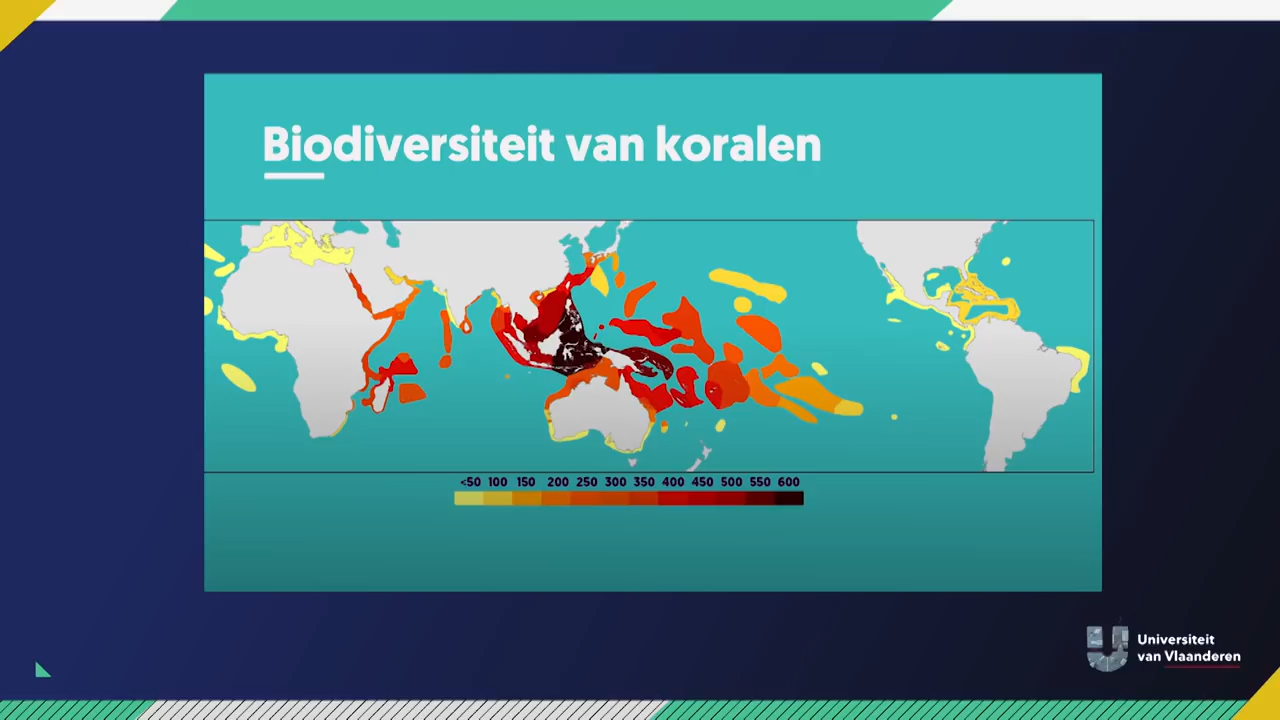 Biodiversiteit van koralen
<50 100 150 200 250 300 350 400 450 500 550 600
Universiteit
van Vlaanderen